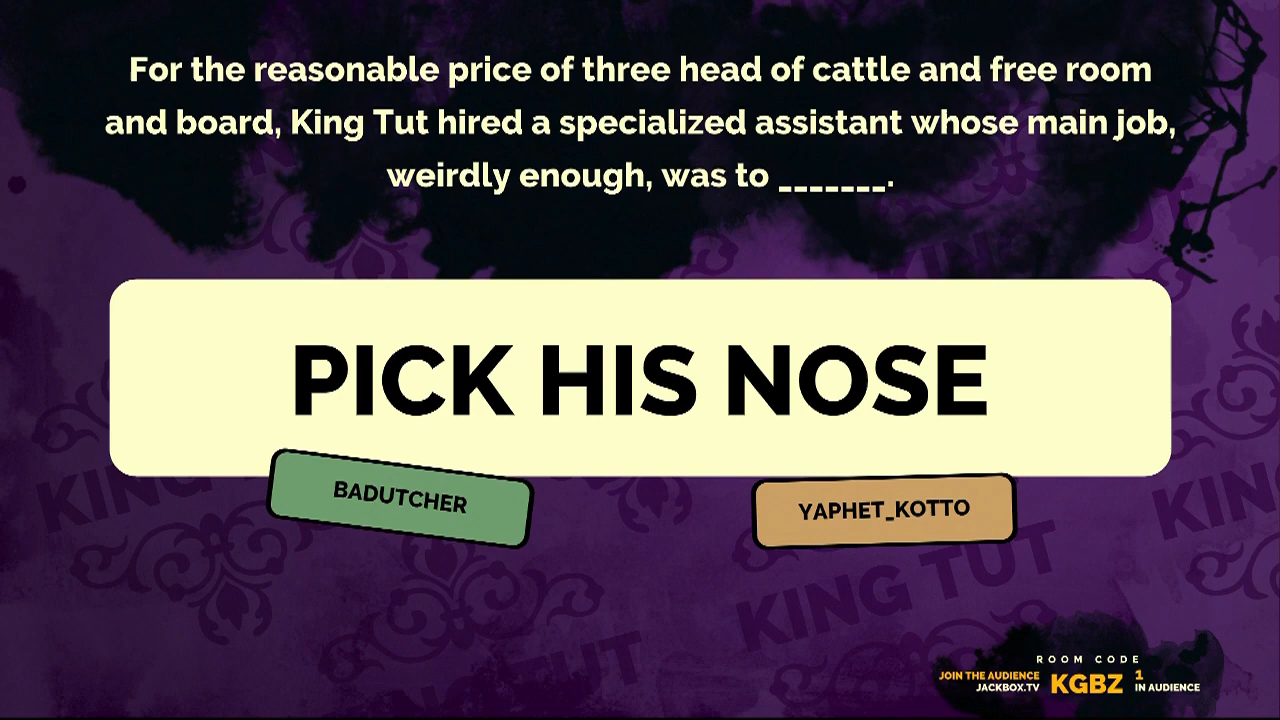 For the reasonable price of three head of cattle and free room
and board, King Tut hired a specialized assistant whose main job,
weirdly enough, was to _______.
PICK HIS NOSE
BADUTCHER
YAPHET_KOTTO
KING TUT
ROOM CODE
JOIN THE AUDIENCE
JACKBOX.TV
KGBZ
1
IN AUDIENCE